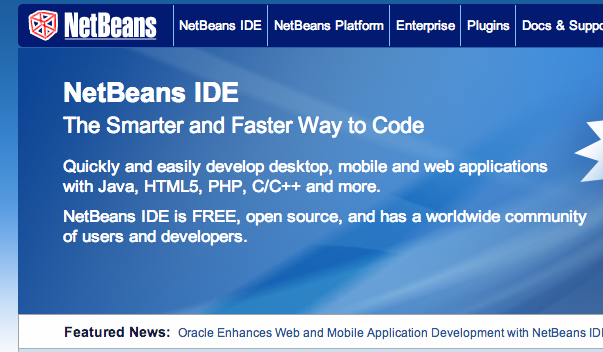 NetBeans
NetBeans IDE
NetBeans Platform
Enterprise
Plugins
Docs &
NetBeans IDE
The Smarter and Faster Way to Code
Quickly and easily develop desktop, mobile and web applications
with Java, HTML5, PHP, C/C++ and more.
NetBeans IDE is FREE, open source, and has a worldwide community
of users and developers.
Featured News: Oracle Enhances Web and Mobile Application Development with NetBeans